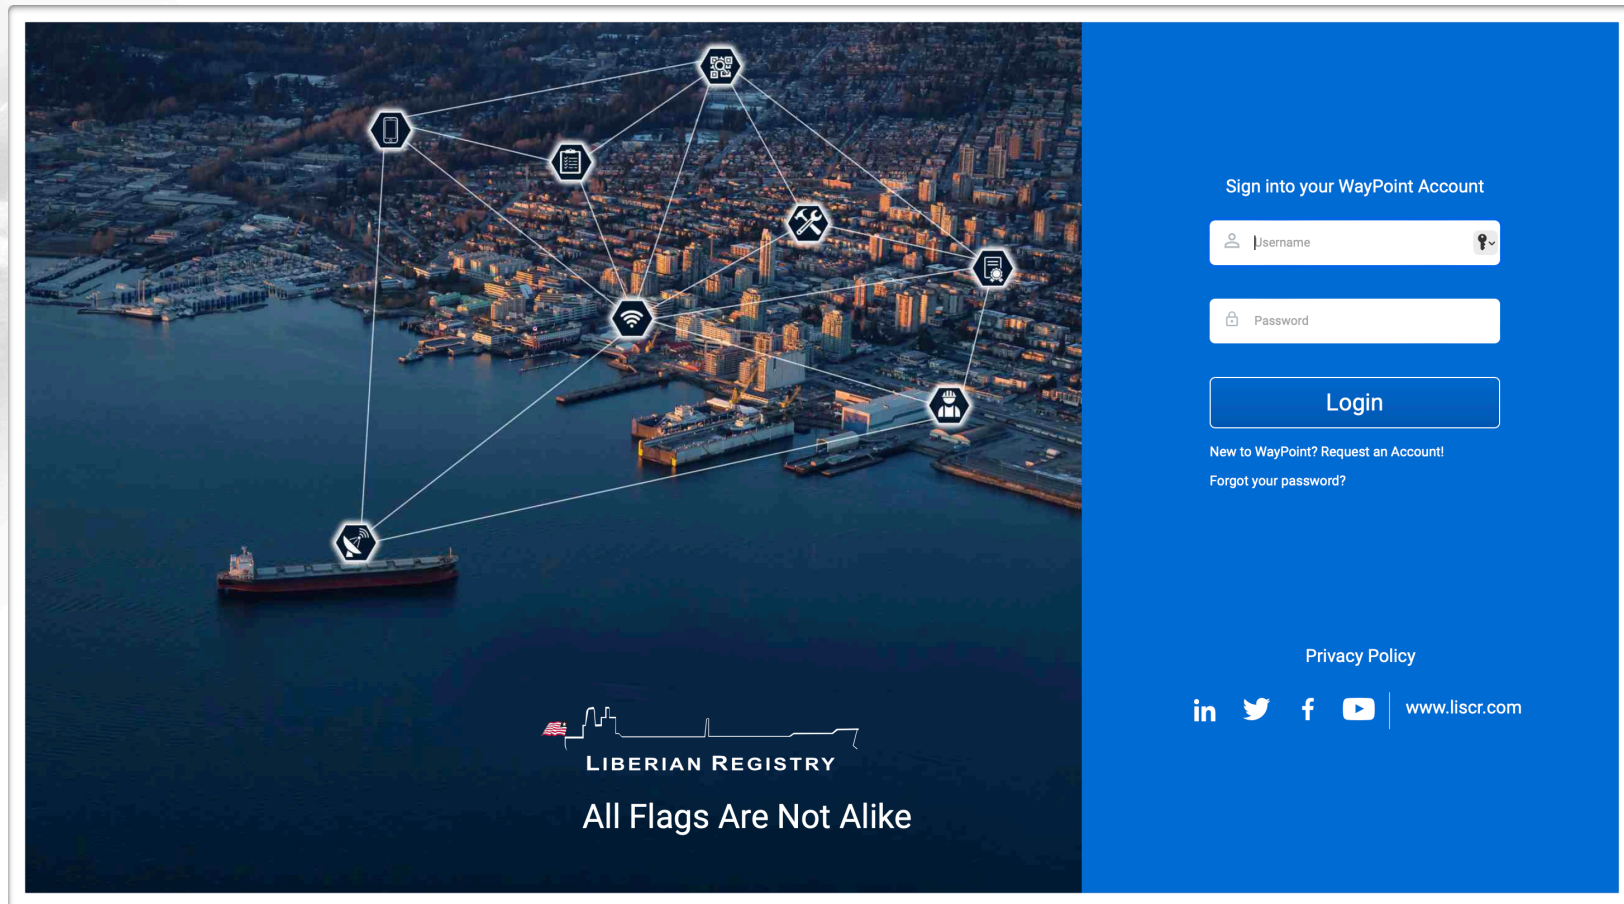 LIBERIAN REGISTRY
All Flags Are Not Alike
Sign into your WayPoint Account
Username
Password
Login
New to WayPoint? Request an Account!
Forgot your password?
Privacy Policy
in f www.liscr.com